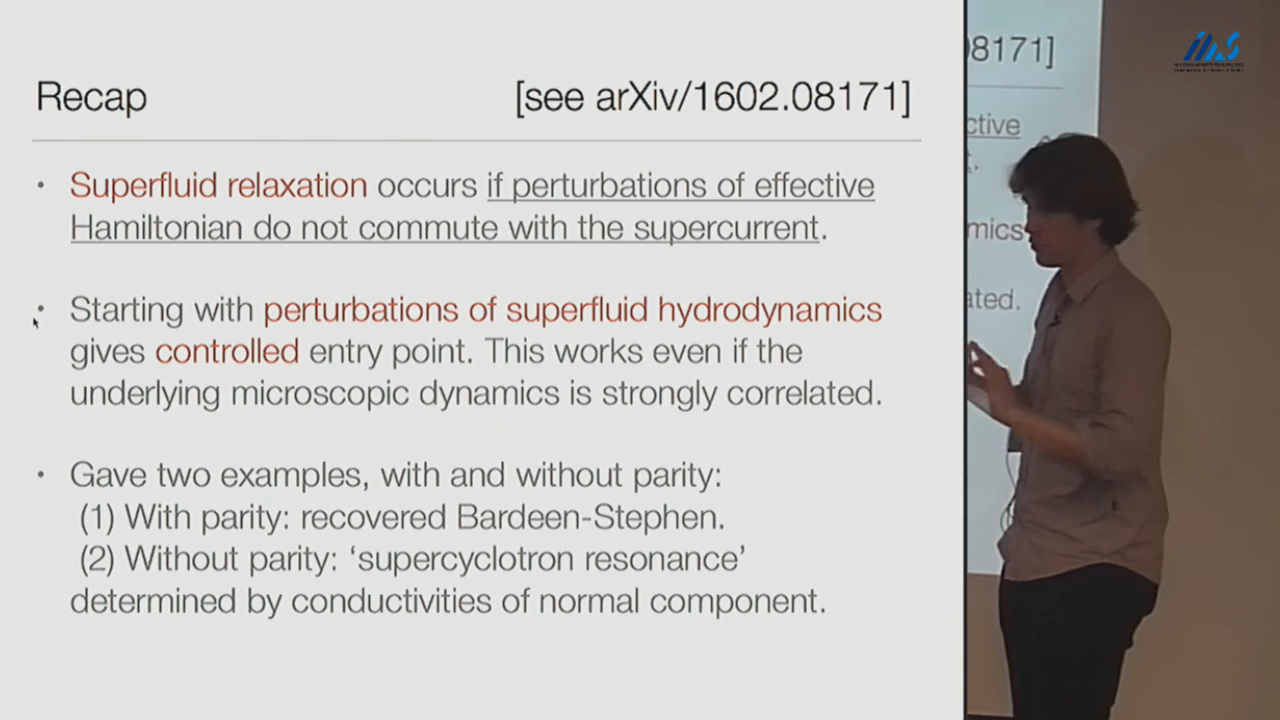 Recap [see arXiv/1602.08171]
• Superfluid relaxation occurs if perturbations of effective
Hamiltonian do not commute with the supercurrent.
• Starting with perturbations of superfluid hydrodynamics
gives controlled entry point. This works even if the
underlying microscopic dynamics is strongly correlated.
• Gave two examples, with and without parity:
(1) With parity: recovered Bardeen-Stephen.
(2) Without parity: ‘supercyclotron resonance’
determined by conductivities of normal component.
08171]
ctive
t.
mics
ated.